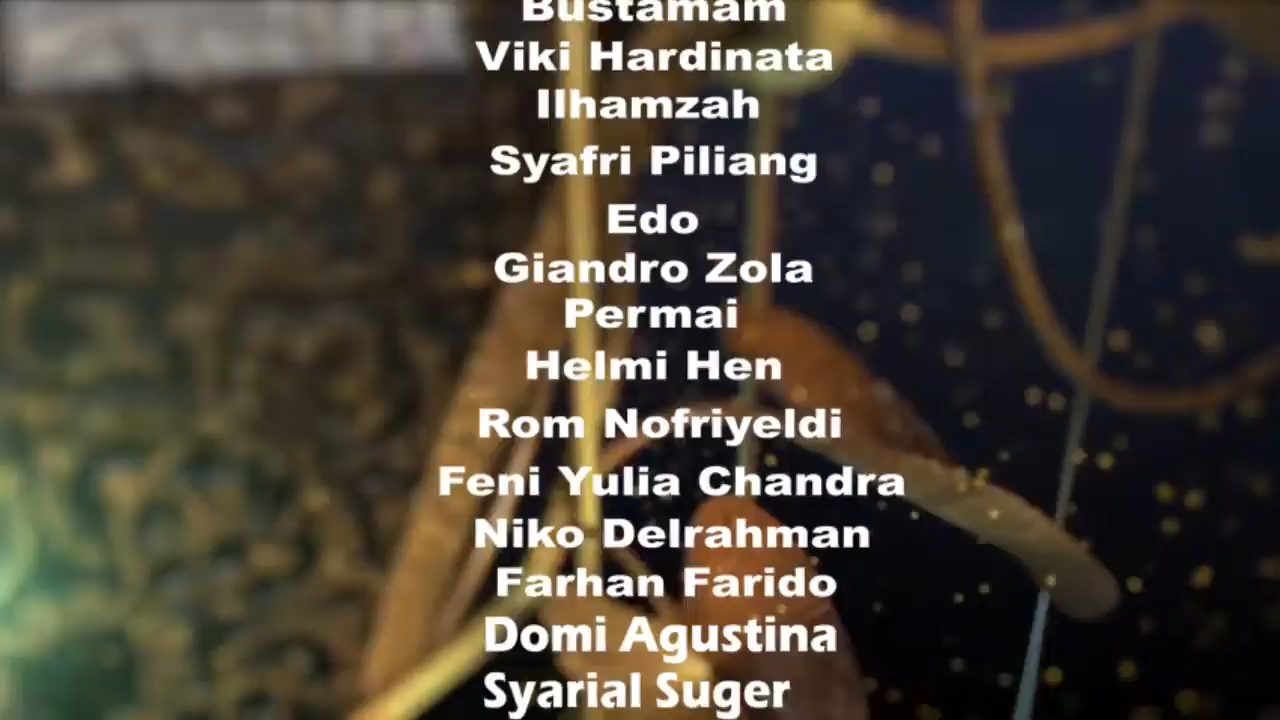 Bustamam
Viki Hardinata
Ilhamzah
Syafri Piliang
Edo
Giandro Zola
Permai
Helmi Hen
Rom Nofriyeldi
Feni Yulia Chandra
Niko Delrahman
Farhan Farido
Domi Agustina
Syarial Suger